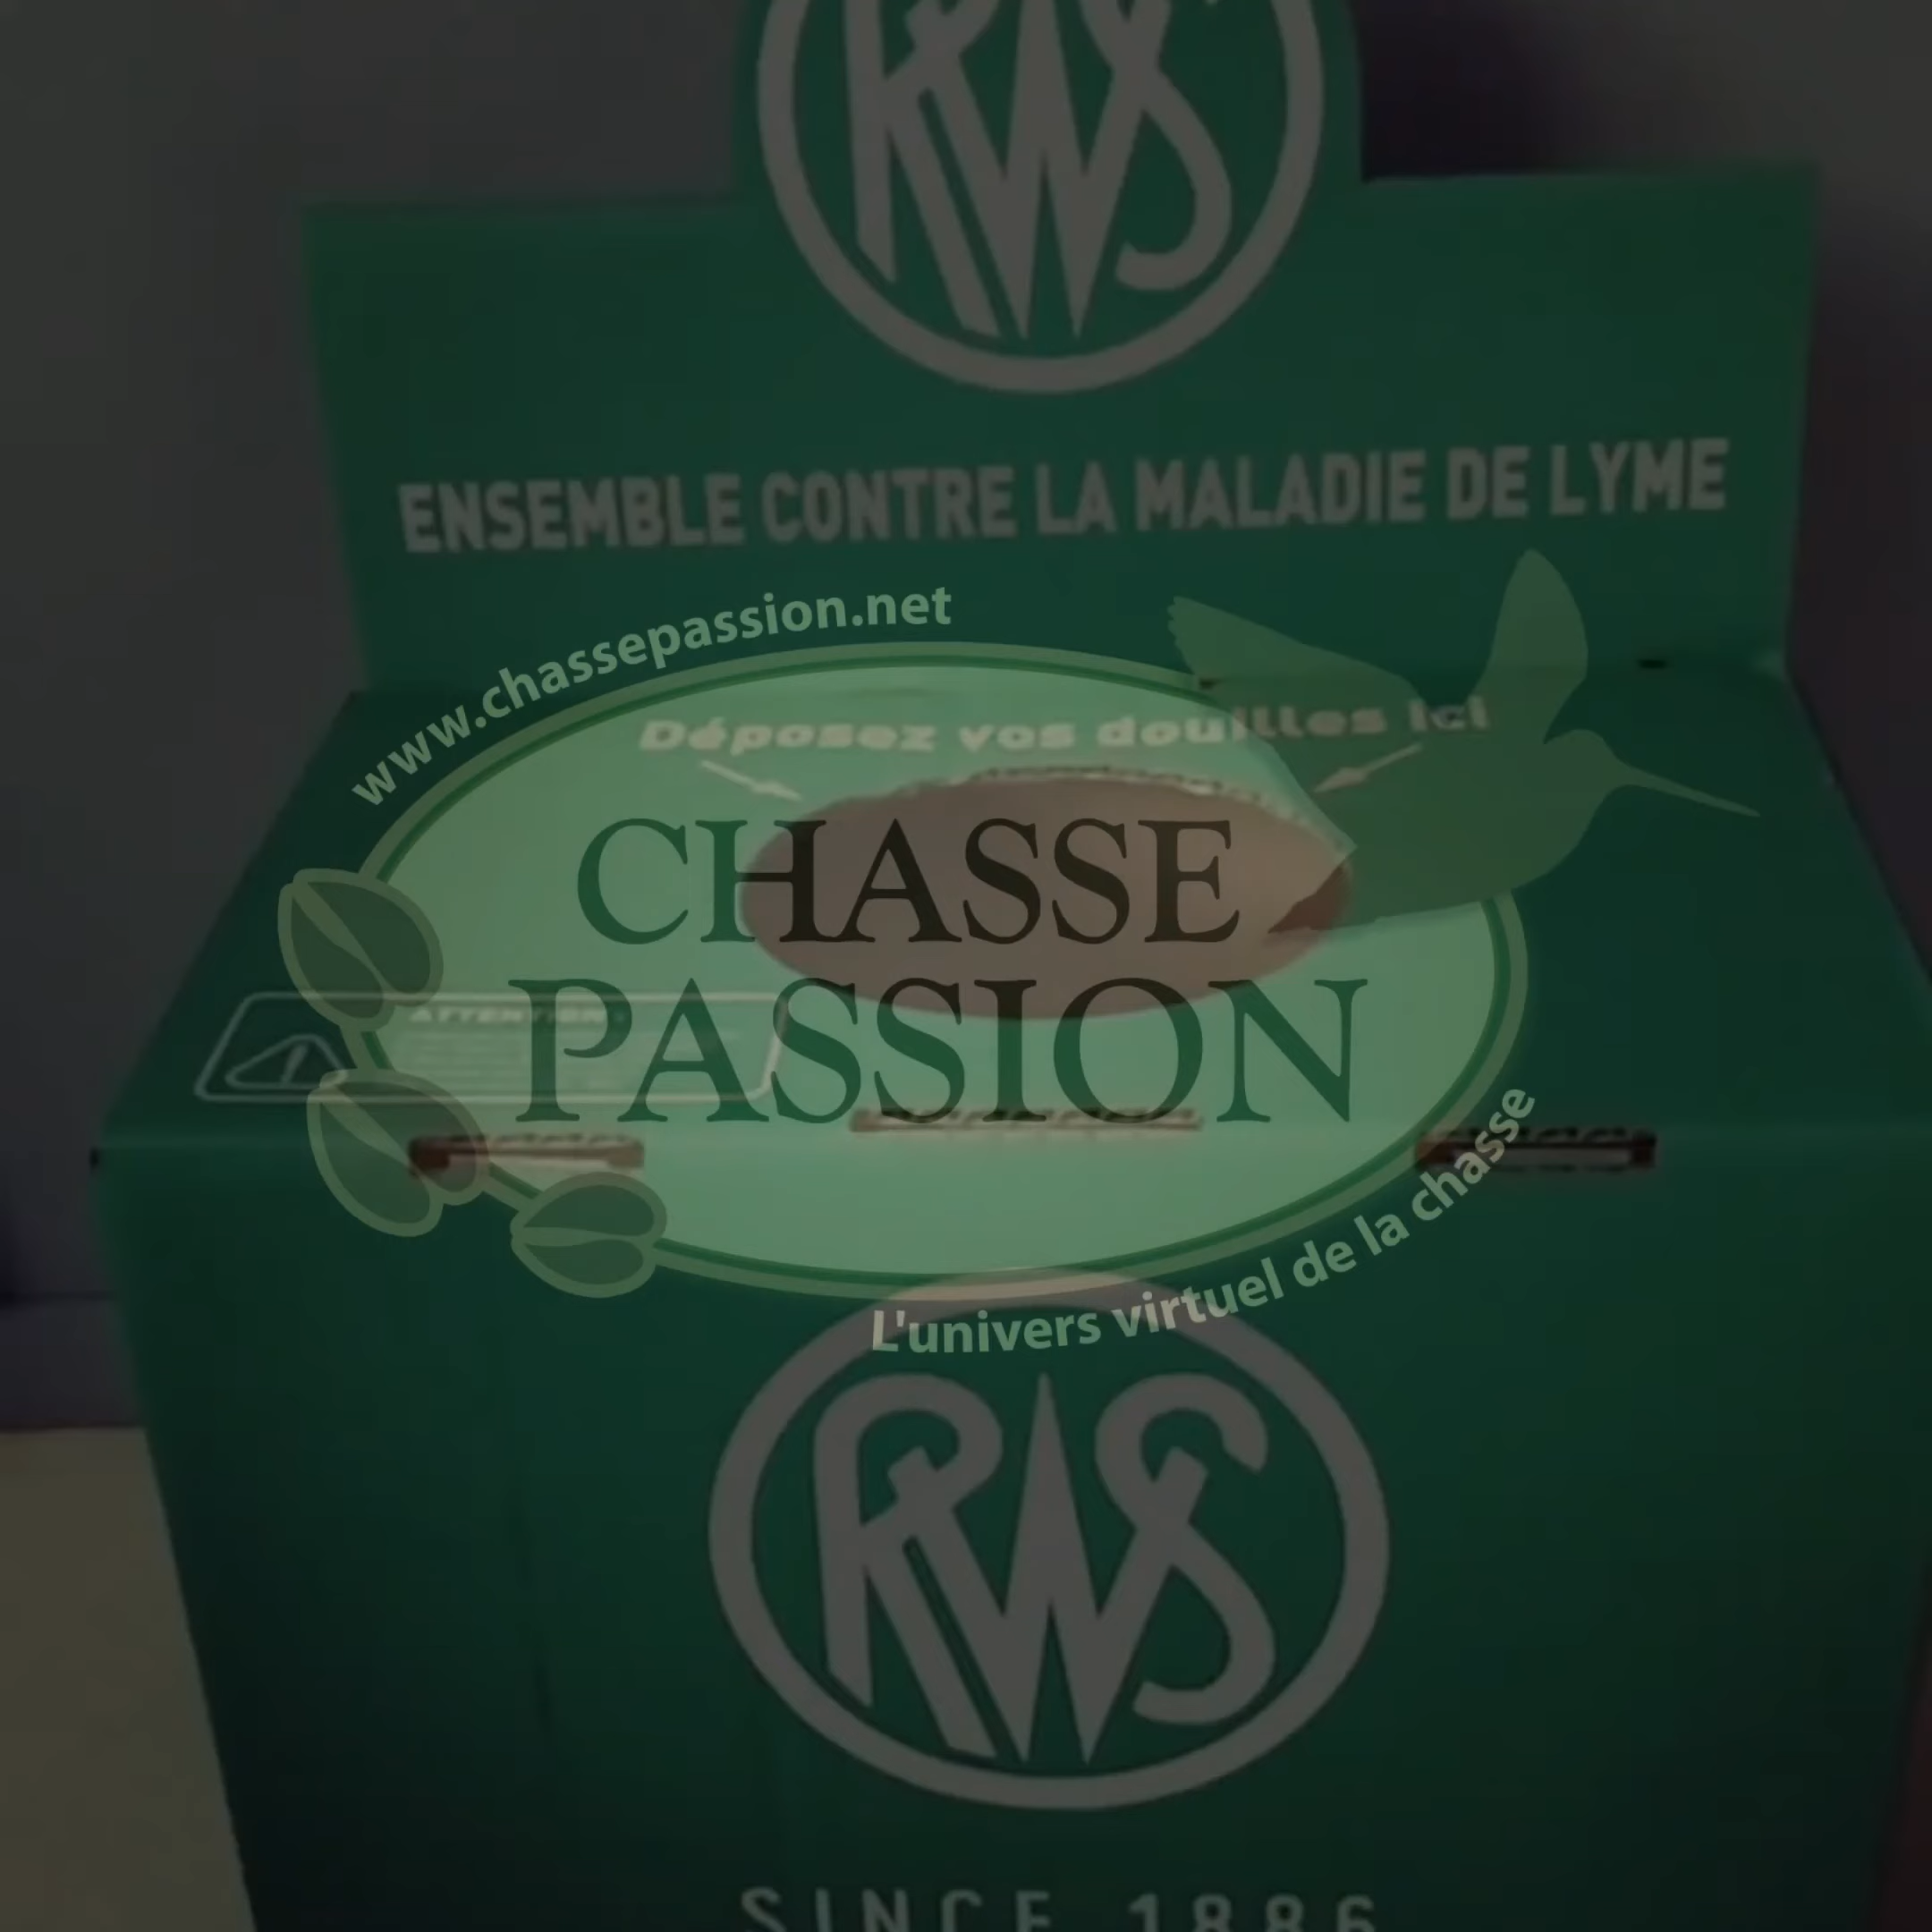 RWS
ENSEMBLE CONTRE LA MALADIE DE LYME
www.chassepassion.net
Déposez vos douilles ici
CHASSE
PASSION
ATTENTION
L'univers virtuel de la chasse
RWS
SINCE 1886